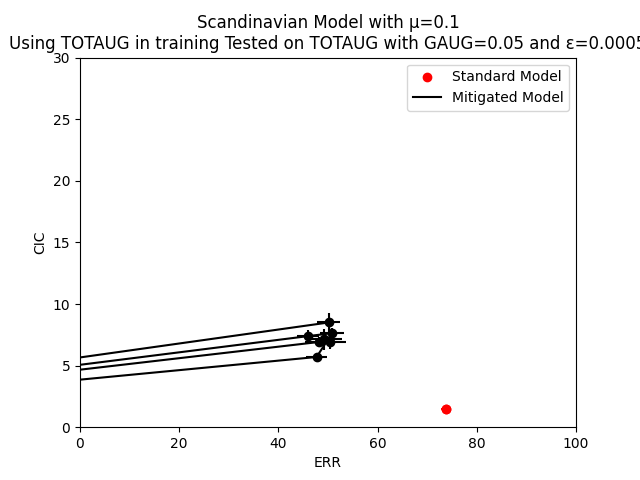 Scandinavian Model with μ=0.1
Using TOTAUG in training Tested on TOTAUG with GAUG=0.05 and ε=0.0005
Standard Model
Mitigated Model
30
25
20
15
10
5
0
CIC
0 20 40 60 80 100
ERR